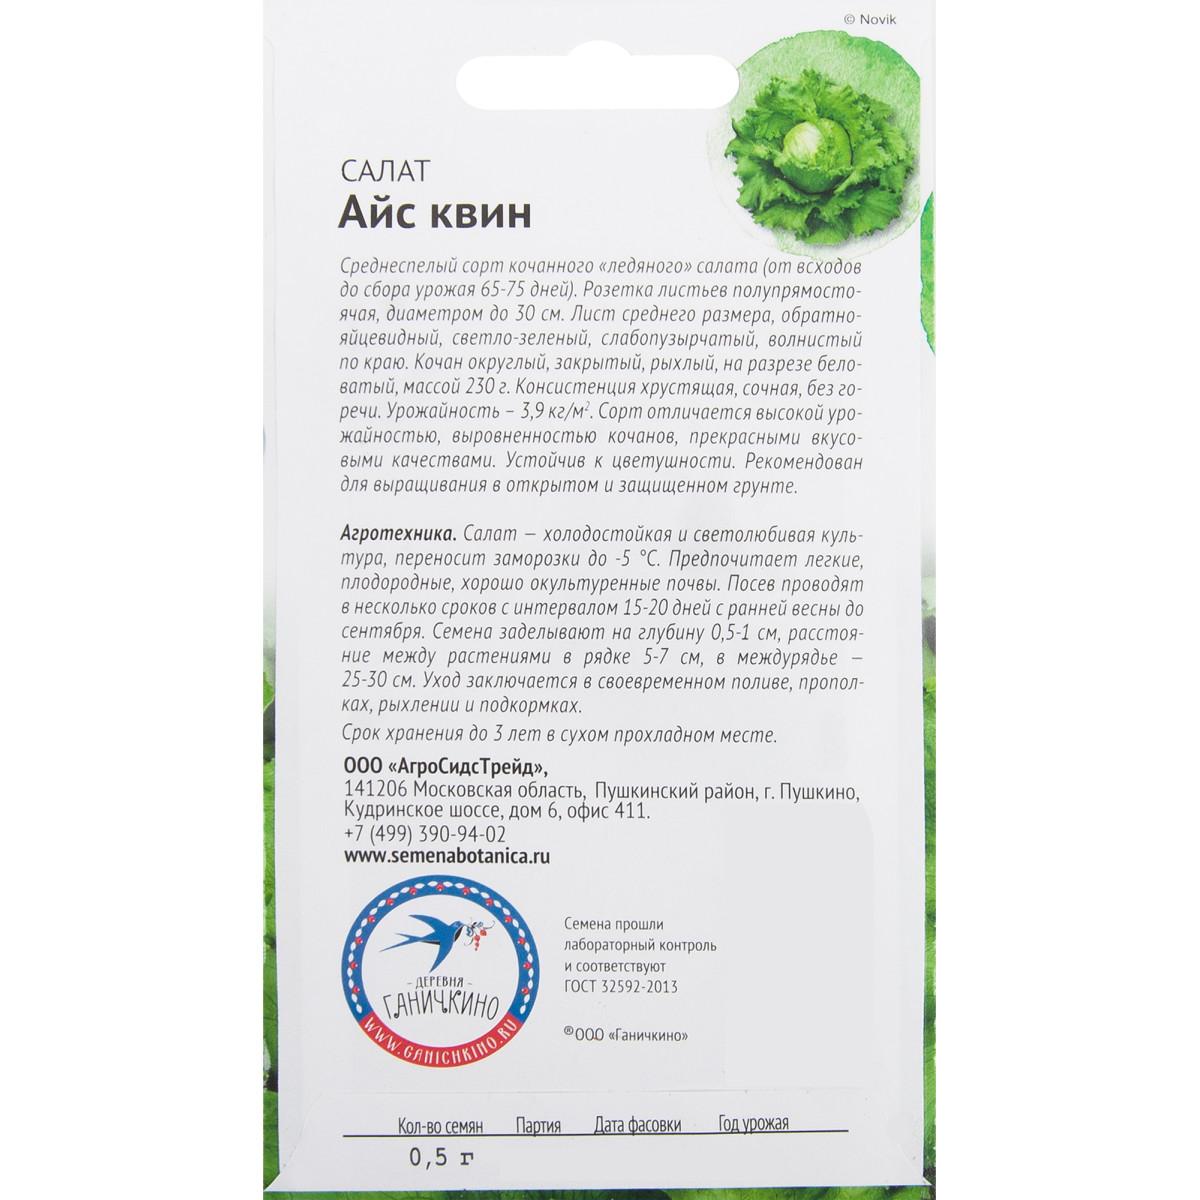 © Novik
САЛАТ
Айс квин
Среднеспелый сорт кочанного «ледяного» салата (от всходов
до сбора урожая 65-75 дней). Розетка листьев полупрямосто-
ячая, диаметром до 30 см. Лист среднего размера, обратно-
яйцевидный, светло-зеленый, слабопузырчатый, волнистый
по краю. Кочан округлый, закрытый, рыхлый, на разрезе бело-
ватый, массой 230 г. Консистенция хрустящая, сочная, без го-
речи. Урожайность – 3,9 кг/м². Сорт отличается высокой уро-
жайностью, выровненностью кочанов, прекрасными вкусо-
выми качествами. Устойчив к цветушности. Рекомендован
для выращивания в открытом и защищенном грунте.
Агротехника. Салат — холодостойкая и светолюбивая куль-
тура, переносит заморозки до -5 °С. Предпочитает легкие,
плодородные, хорошо окультуренные почвы. Посев проводят
в несколько сроков с интервалом 15-20 дней с ранней весны до
сентября. Семена заделывают на глубину 0,5-1 см, расстоя-
ние между растениями в рядке 5-7 см, в междурядье —
25-30 см. Уход заключается в своевременном поливе, пропол-
ках, рыхлении и подкормках.
Срок хранения до 3 лет в сухом прохладном месте.
ООО «АгроСидсТрейд»,
141206 Московская область, Пушкинский район, г. Пушкино,
Кудринское шоссе, дом 6, офис 411.
+7 (499) 390-94-02
www.semenabotanica.ru
- ДЕРЕВНЯ -
ГАНИЧКИНО
WWW.GANICHKINO.RU
Семена прошли
лабораторный контроль
и соответствуют
ГОСТ 32592-2013
®ООО «Ганичкино»
Кол-во семян Партия Дата фасовки Год урожая
0,5 г